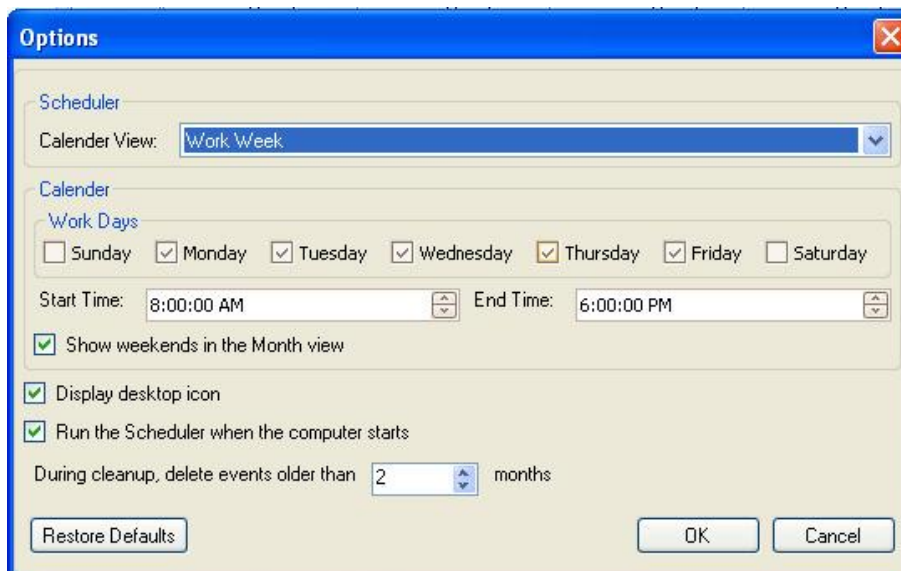 Options
Scheduler
Calender View: Work Week
Calender
Work Days
Sunday Monday Tuesday Wednesday Thursday Friday Saturday
Start Time: 8:00:00 AM End Time: 6:00:00 PM
Show weekends in the Month view
Display desktop icon
Run the Scheduler when the computer starts
During cleanup, delete events older than 2 months
Restore Defaults OK Cancel